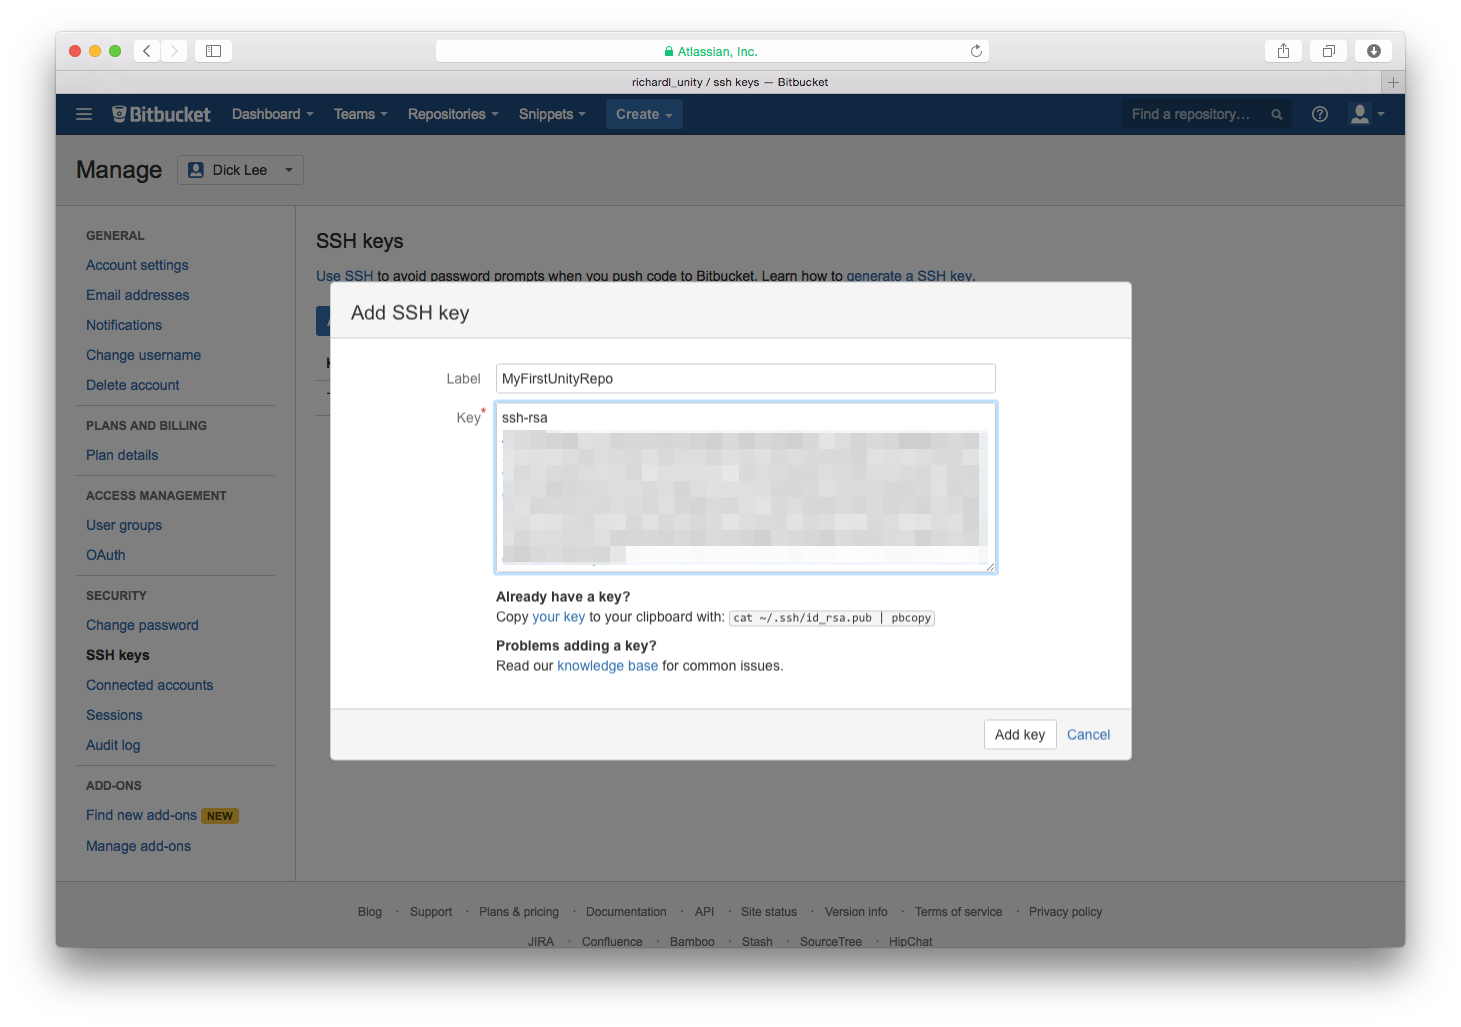 Atlassian, Inc.
richardl_unity / ssh keys — Bitbucket
Bitbucket Dashboard Teams Repositories Snippets Create Find a repository...
Manage Dick Lee
GENERAL
Account settings
Email addresses
Notifications
Change username
Delete account
PLANS AND BILLING
Plan details
ACCESS MANAGEMENT
User groups
OAuth
SECURITY
Change password
SSH keys
Connected accounts
Sessions
Audit log
ADD-ONS
Find new add-ons NEW
Manage add-ons
SSH keys
Use SSH to avoid password prompts when you push code to Bitbucket. Learn how to generate a SSH key.
Add SSH key
Label MyFirstUnityRepo
Key* ssh-rsa
Already have a key?
Copy your key to your clipboard with: cat ~/.ssh/id_rsa.pub | pbcopy
Problems adding a key?
Read our knowledge base for common issues.
Add key Cancel
Blog · Support · Plans & pricing · Documentation · API · Site status · Version info · Terms of service · Privacy policy
JIRA · Confluence · Bamboo · Stash · SourceTree · HipChat